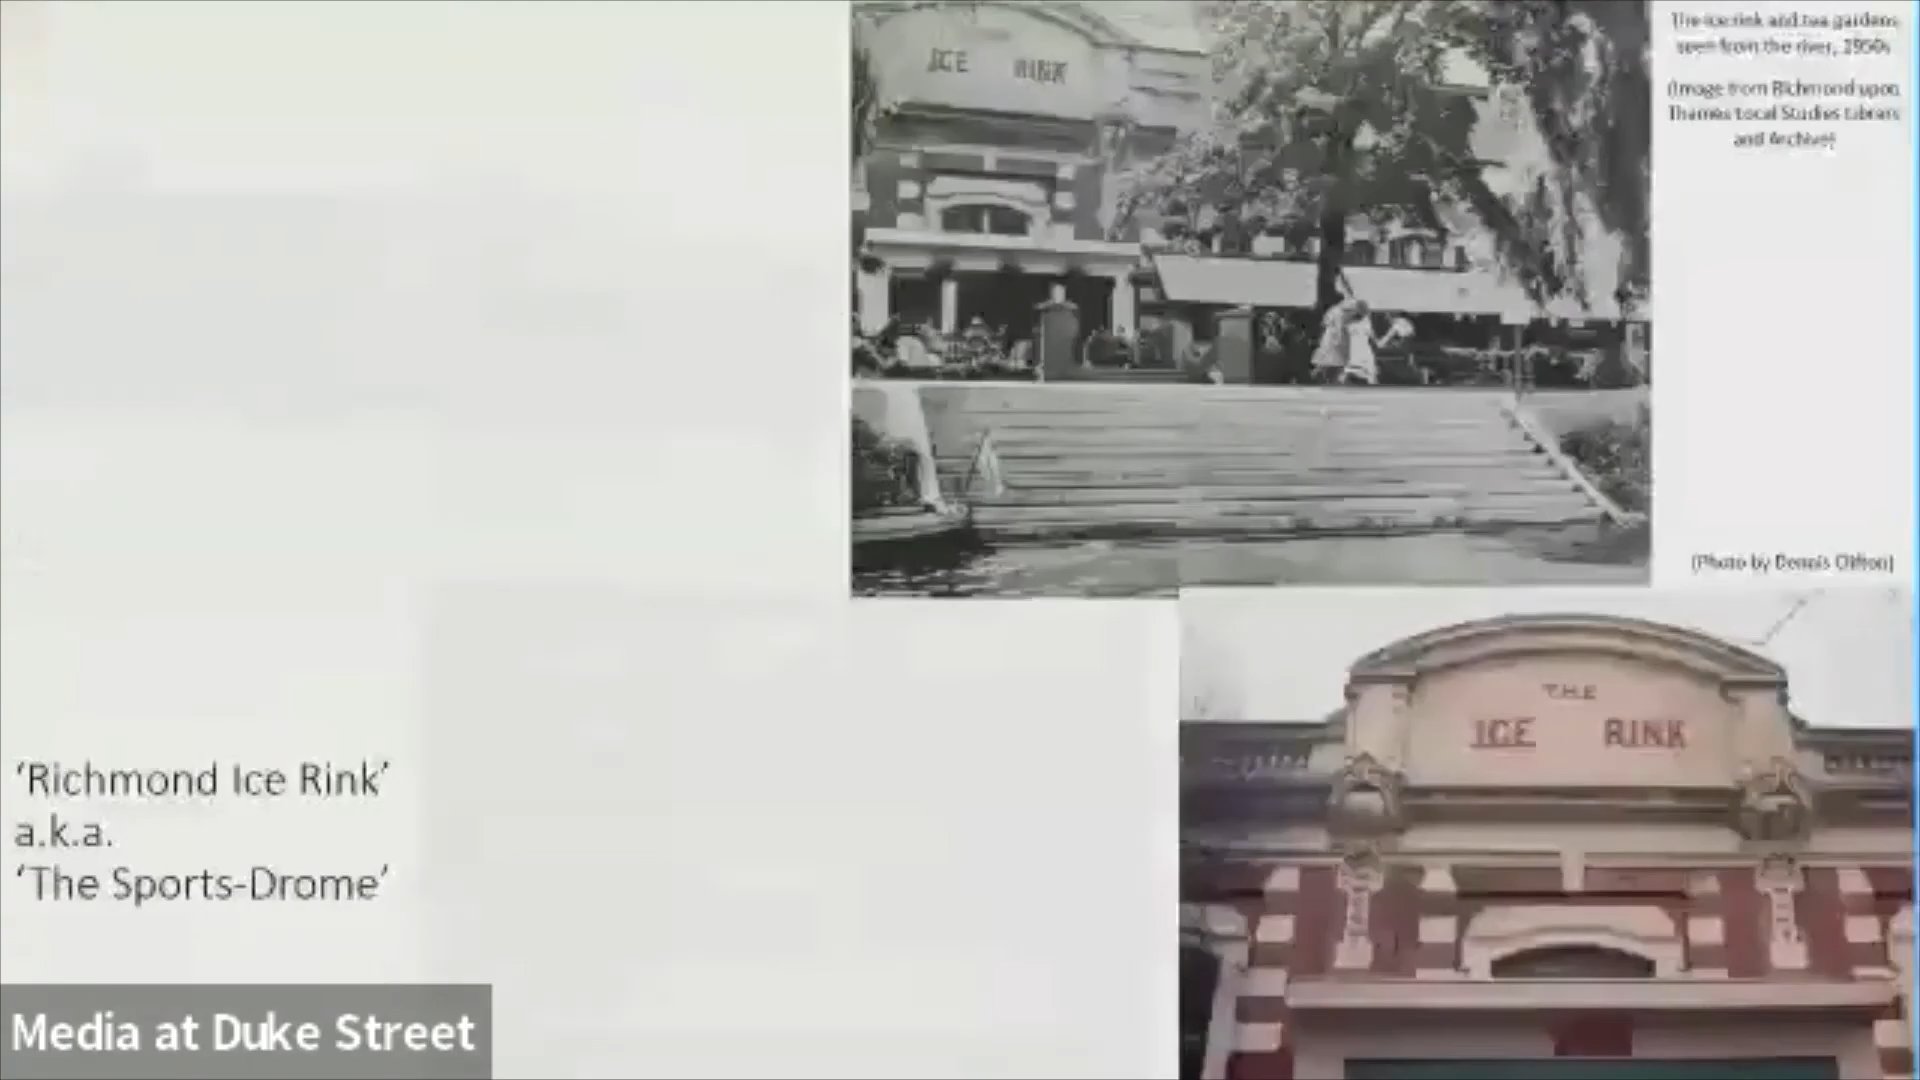 The ice rink and tea gardens
seen from the river, 1950s
(Image from Richmond upon
Thames Local Studies Library
and Archive)
ICE RINK
(Photo by Dennis Clifton)
THE
ICE RINK
‘Richmond Ice Rink’
a.k.a.
‘The Sports-Drome’
Media at Duke Street